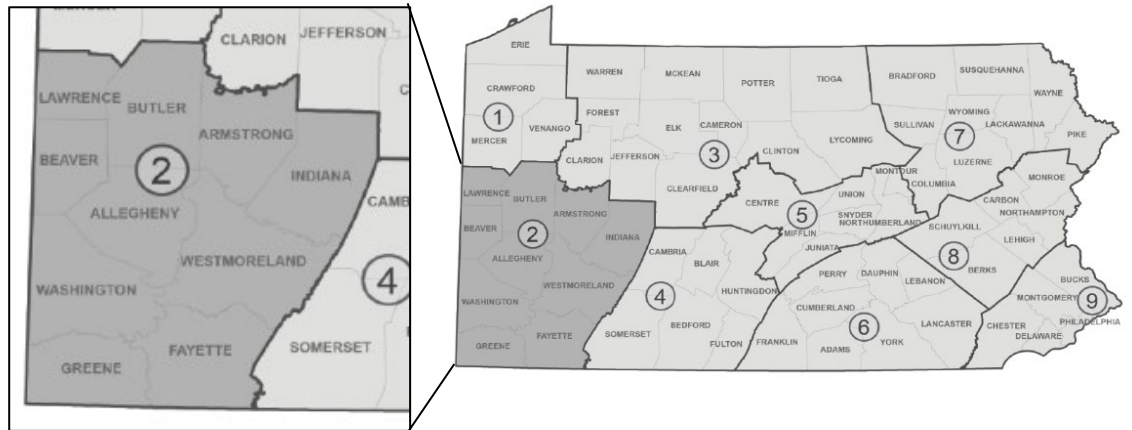 CLARION
JEFFERSON
LAWRENCE
BUTLER
ARMSTRONG
BEAVER
2
INDIANA
ALLEGHENY
CAMB
WESTMORELAND
4
WASHINGTON
SOMERSET
FAYETTE
GREENE
ERIE
CRAWFORD
1
MERCER
VENANGO
WARREN
MCKEAN
POTTER
TIOGA
FOREST
ELK
CAMERON
CLARION
JEFFERSON
3
CLINTON
LYCOMING
CLEARFIELD
BRADFORD
SUSQUEHANNA
WAYNE
WYOMING
SULLIVAN
7
LACKAWANNA
PIKE
LUZERNE
COLUMBIA
LAWRENCE
BUTLER
ARMSTRONG
BEAVER
2
INDIANA
ALLEGHENY
WESTMORELAND
WASHINGTON
FAYETTE
GREENE
CENTRE
5
UNION
MONTOUR
SNYDER
NORTHUMBERLAND
MIFFLIN
JUNIATA
MONROE
CARBON
NORTHAMPTON
SCHUYLKILL
LEHIGH
8
BERKS
CAMBRIA
BLAIR
4
HUNTINGDON
SOMERSET
BEDFORD
FULTON
PERRY
DAUPHIN
LEBANON
CUMBERLAND
6
LANCASTER
FRANKLIN
ADAMS
YORK
BUCKS
MONTGOMERY
9
PHILADELPHIA
CHESTER
DELAWARE